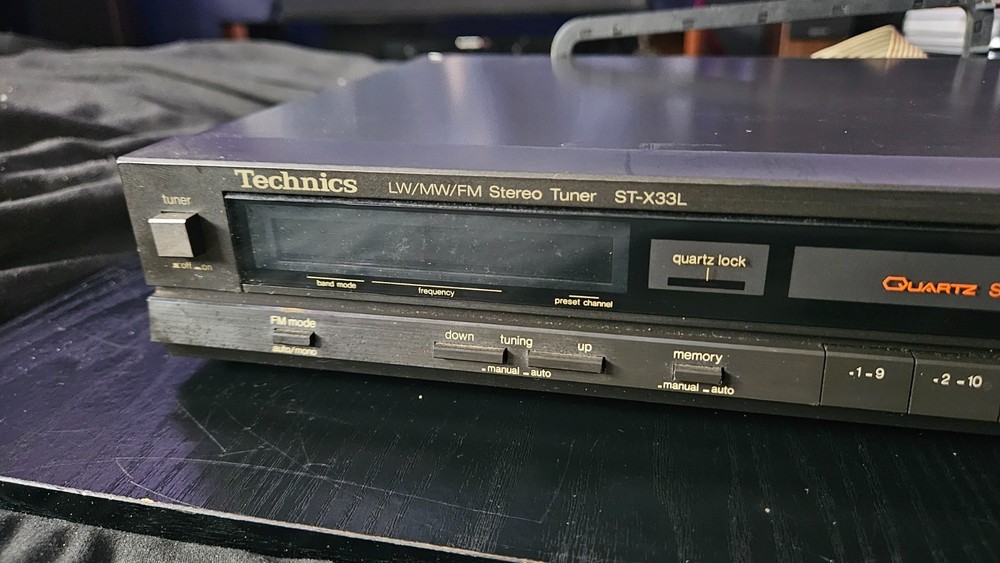 Technics LW/MW/FM Stereo Tuner ST-X33L
tuner
off on
quartz lock
QUARTZ S
band mode frequency preset channel
FM mode
auto/mono
down tuning up
manual auto
memory
manual auto
1-9
2-10